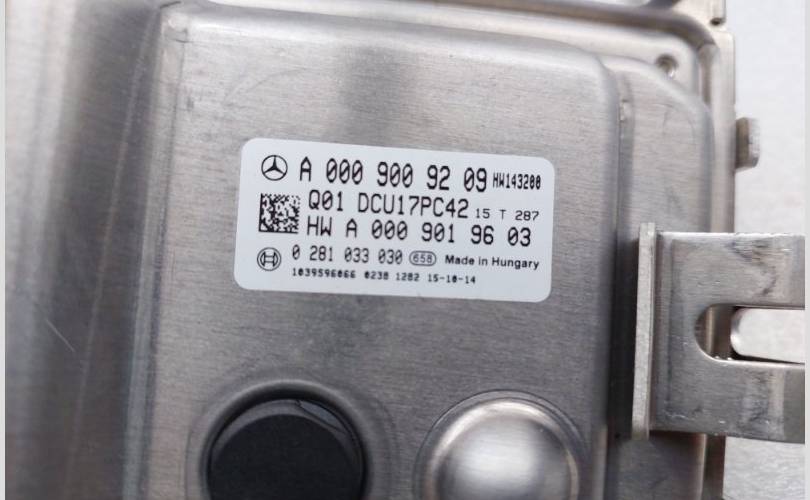 A 000 900 92 09 HW143200
Q01 DCU17PC42 15 T 287
HW A 000 901 96 03
0 281 033 030 658 Made in Hungary
1039S96066 0238 1282 15-10-14